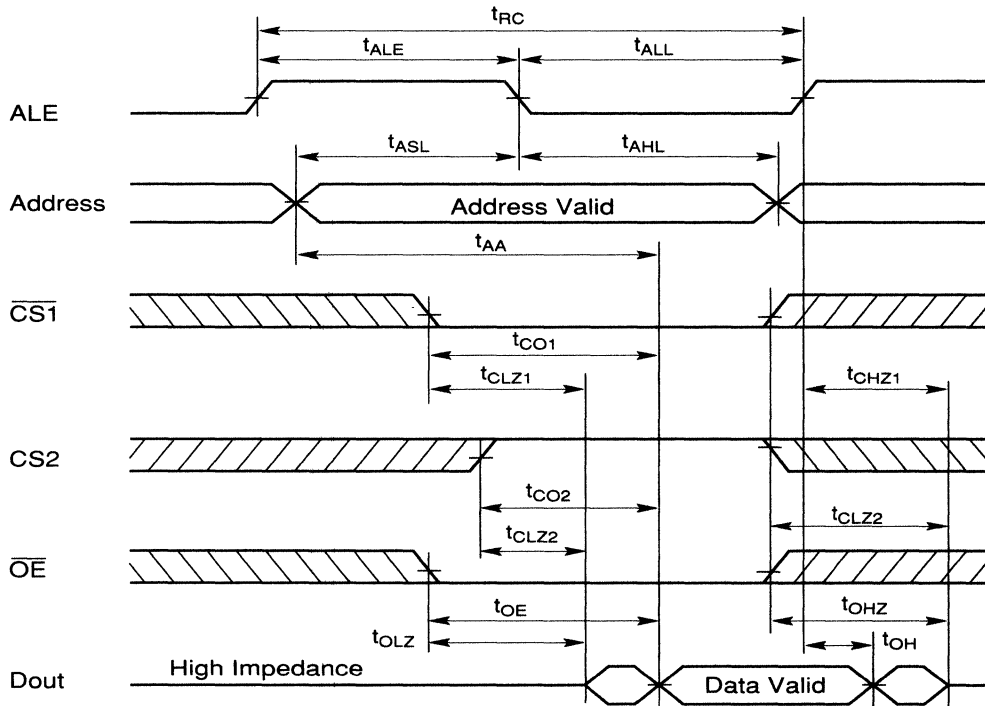 tRC
tALE
tALL
ALE
tASL
tAHL
Address
Address Valid
tAA
CS1
tCO1
tCLZ1
tCHZ1
CS2
tCO2
tCLZ2
tCLZ2
OE
tOE
tOHZ
tOLZ
tOH
High Impedance
Dout
Data Valid